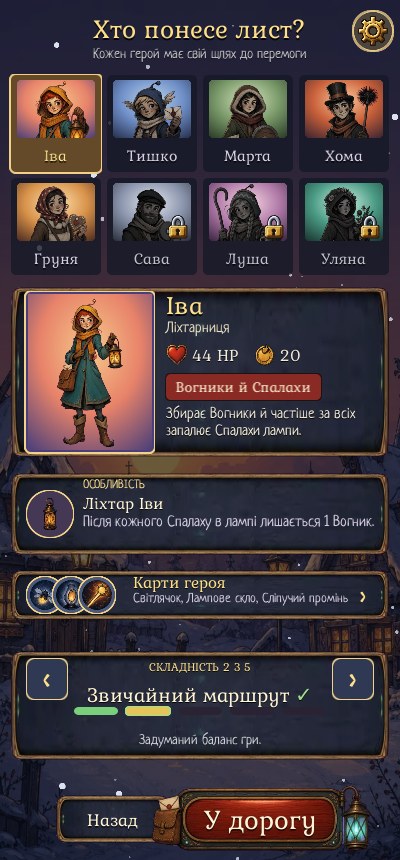 Хто понесе лист?
Кожен герой має свій шлях до перемоги
Іва
Тишко
Марта
Хома
Ґруня
Сава
Луша
Уляна
Іва
Ліхтарниця
44 HP 20
Вогники й Спалахи
Збирає Вогники й частіше за всіх
запалює Спалахи лампи.
ОСОБЛИВІСТЬ
Ліхтар Іви
Після кожного Спалаху в лампі лишається 1 Вогник.
Карти героя
Світлячок, Лампове скло, Сліпучий промінь
СКЛАДНІСТЬ 2 З 5
Звичайний маршрут ✓
Задуманий баланс гри.
Назад
У дорогу